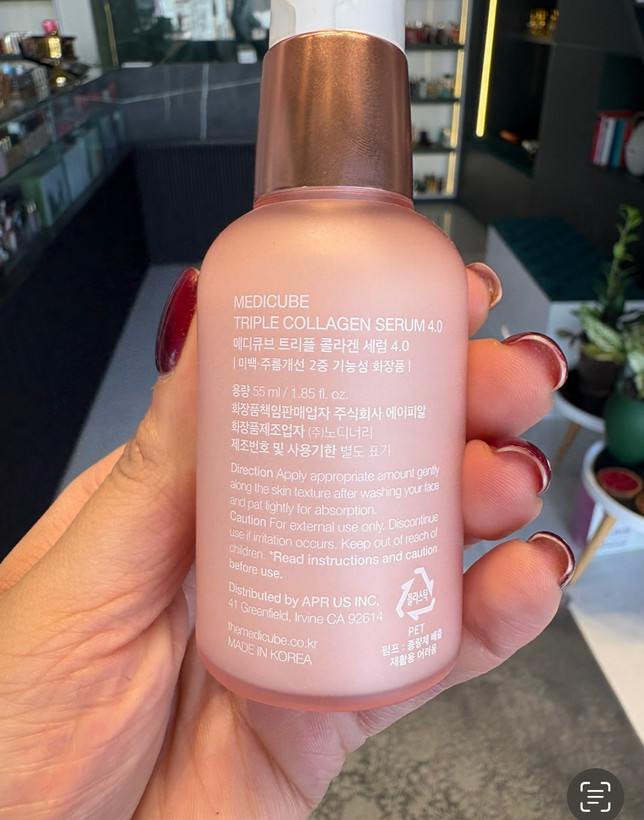 MEDICUBE
TRIPLE COLLAGEN SERUM 4.0
메디큐브 트리플 콜라겐 세럼 4.0
| 미백·주름개선 2중 기능성 화장품 |
용량 55 ml / 1.85 fl. oz.
화장품책임판매업자 주식회사 에이피알
화장품제조업자 (주)노디너리
제조번호 및 사용기한 별도 표기
Direction Apply appropriate amount gently
along the skin texture after washing your face
and pat lightly for absorption.
Caution For external use only. Discontinue
use if irritation occurs. Keep out of reach of
children. *Read instructions and caution
before use.
Distributed by APR US INC,
41 Greenfield, Irvine CA 92614
themedicube.co.kr
MADE IN KOREA
플라스틱
PET
펌프 : 종량제 배출
재활용 어려움